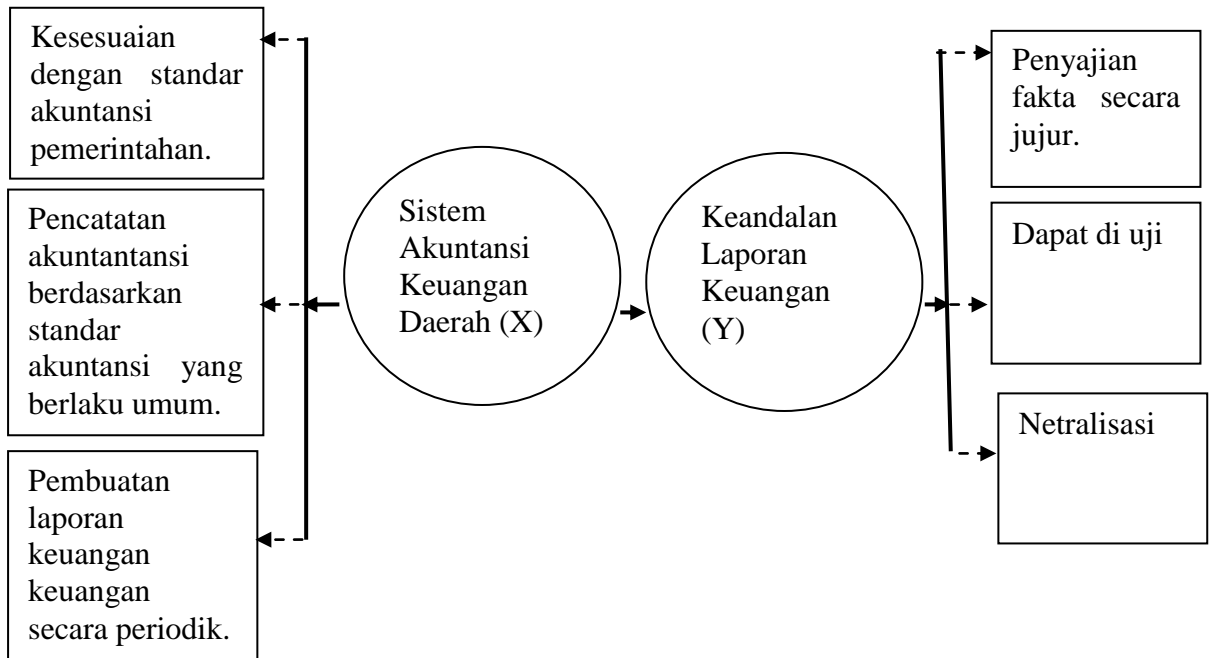 Kesesuaian
dengan standar
akuntansi
pemerintahan.
Pencatatan
akuntantansi
berdasarkan
standar
akuntansi yang
berlaku umum.
Pembuatan
laporan
keuangan
keuangan
secara periodik.
Sistem
Akuntansi
Keuangan
Daerah (X)
Keandalan
Laporan
Keuangan
(Y)
Penyajian
fakta secara
jujur.
Dapat di uji
Netralisasi